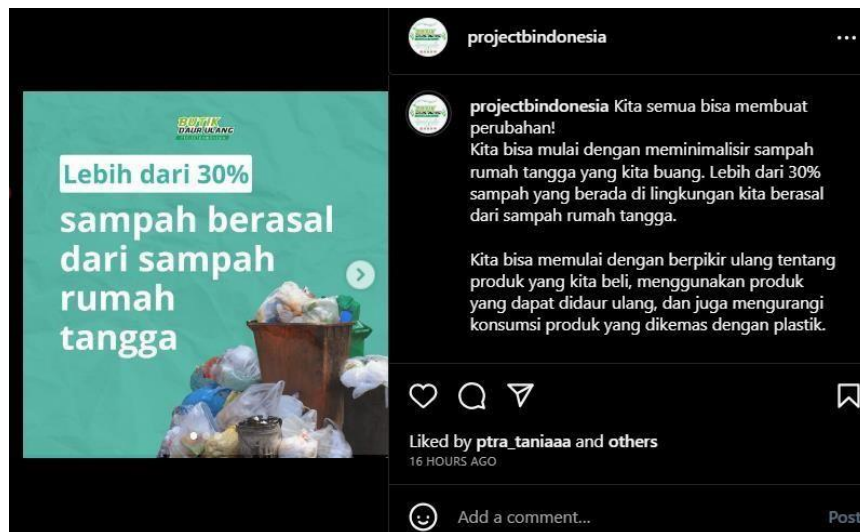 BUTIK
DAUR ULANG
Lebih dari 30%
sampah berasal
dari sampah
rumah
tangga
projectbindonesia
projectbindonesia Kita semua bisa membuat
perubahan!
Kita bisa mulai dengan meminimalisir sampah
rumah tangga yang kita buang. Lebih dari 30%
sampah yang berada di lingkungan kita berasal
dari sampah rumah tangga.
Kita bisa memulai dengan berpikir ulang tentang
produk yang kita beli, menggunakan produk
yang dapat didaur ulang, dan juga mengurangi
konsumsi produk yang dikemas dengan plastik.
Liked by ptra_taniaaa and others
16 HOURS AGO
Add a comment...
Post